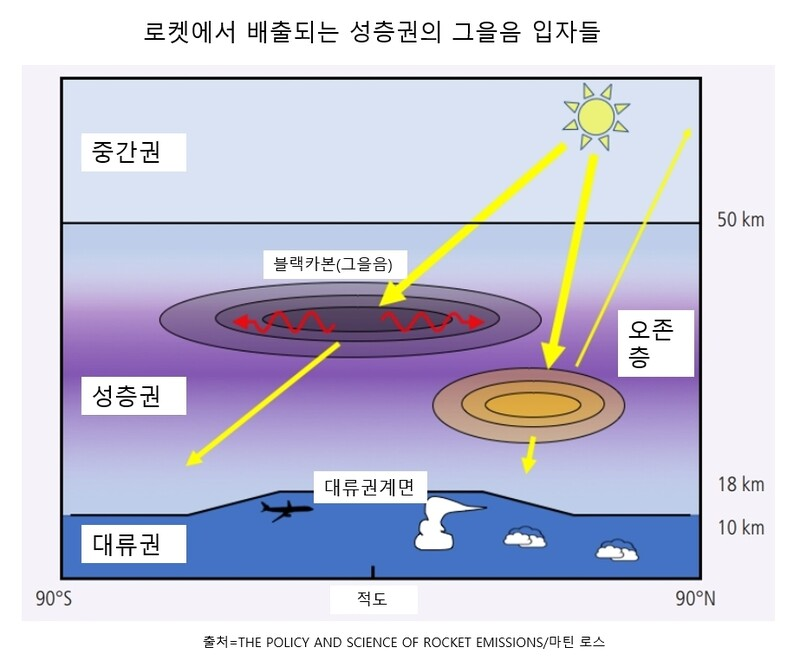 로켓에서 배출되는 성층권의 그을음 입자들
중간권
50 km
블랙카본(그을음)
오존
층
성층권
18 km
대류권계면
10 km
대류권
90°S
적도
90°N
출처=THE POLICY AND SCIENCE OF ROCKET EMISSIONS/마틴 로스